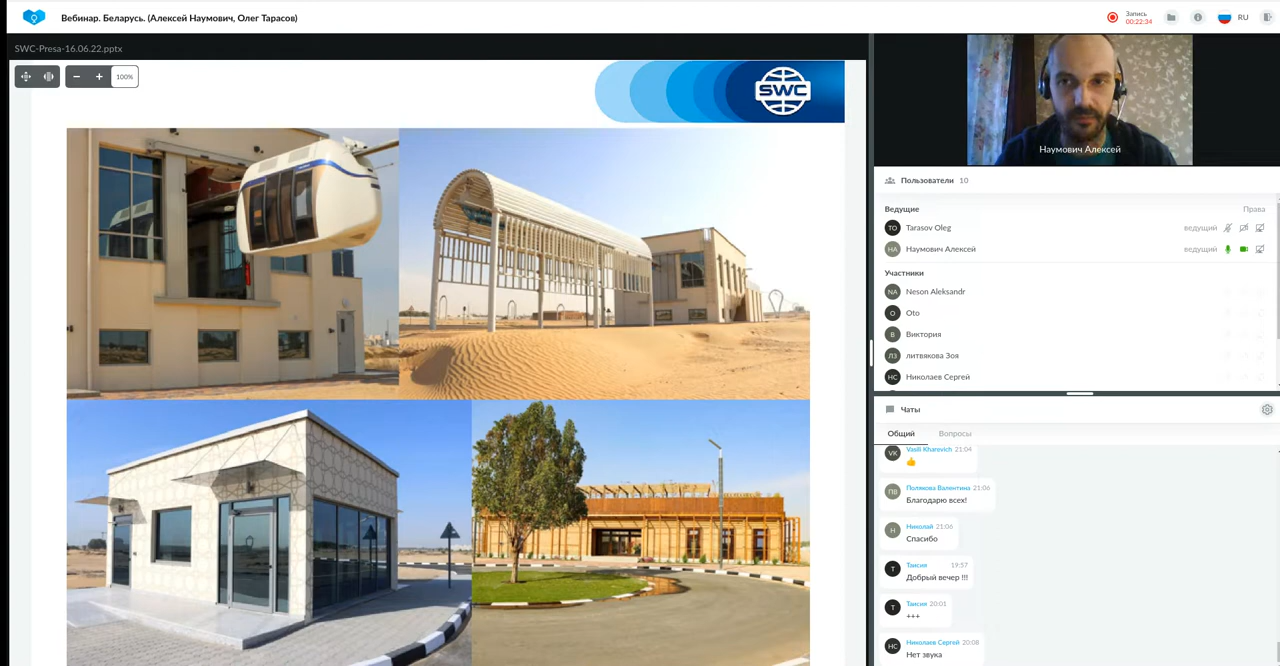 Вебинар. Беларусь. (Алексей Наумович, Олег Тарасов)
Запись
00:22:34
RU
SWC-Presa-16.06.22.pptx
100%
SWC
Наумович Алексей
Пользователи 10
Ведущие Права
TO Tarasov Oleg ведущий
НА Наумович Алексей ведущий
Участники
NA Neson Aleksandr
O Oto
В Виктория
ЛЗ литвякова Зоя
НС Николаев Сергей
Чаты
Общий Вопросы
VK Vasili Kharevich 21:04
ПВ Полякова Валентина 21:06
Благодарю всех!
Н Николай 21:06
Спасибо
Т Таисия 19:57
Добрый вечер !!!
Т Таисия 20:01
+++
НС Николаев Сергей 20:08
Нет звука